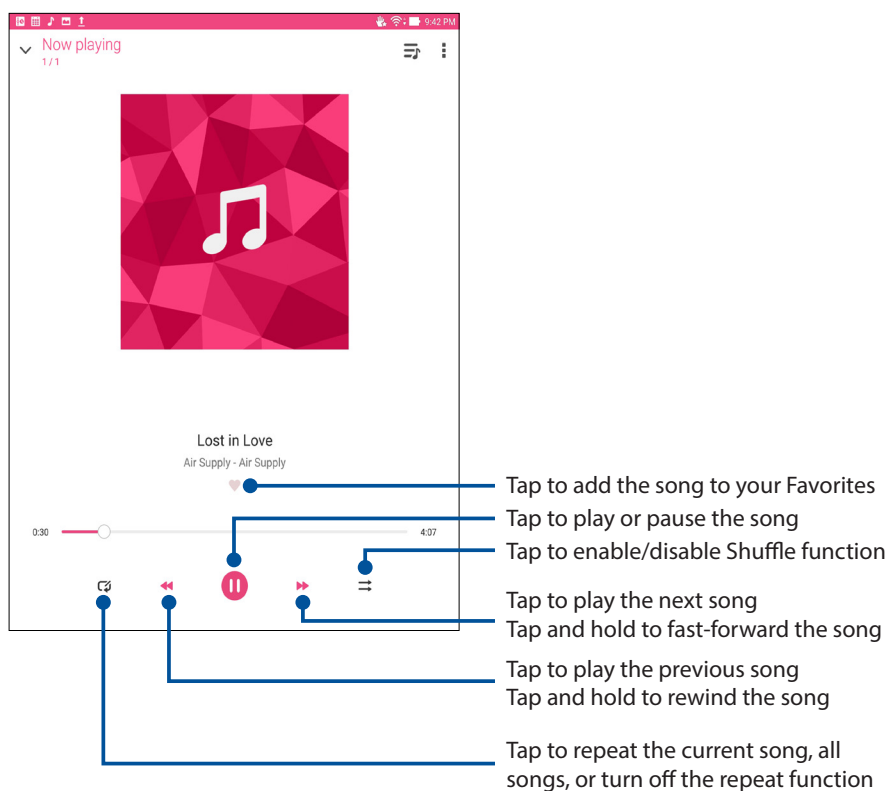 9:42 PM
Now playing
1 / 1
Lost in Love
Air Supply - Air Supply
0:30
4:07
Tap to add the song to your Favorites
Tap to play or pause the song
Tap to enable/disable Shuffle function
Tap to play the next song
Tap and hold to fast-forward the song
Tap to play the previous song
Tap and hold to rewind the song
Tap to repeat the current song, all
songs, or turn off the repeat function